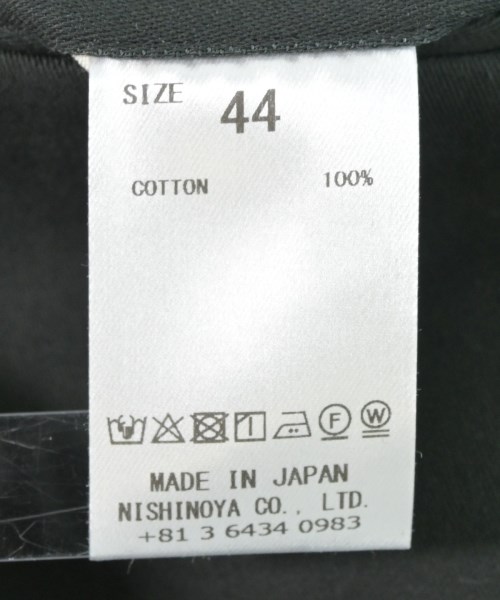 SIZE 44
COTTON 100%
F W
MADE IN JAPAN
NISHINOYA CO., LTD.
+81 3 6434 0983